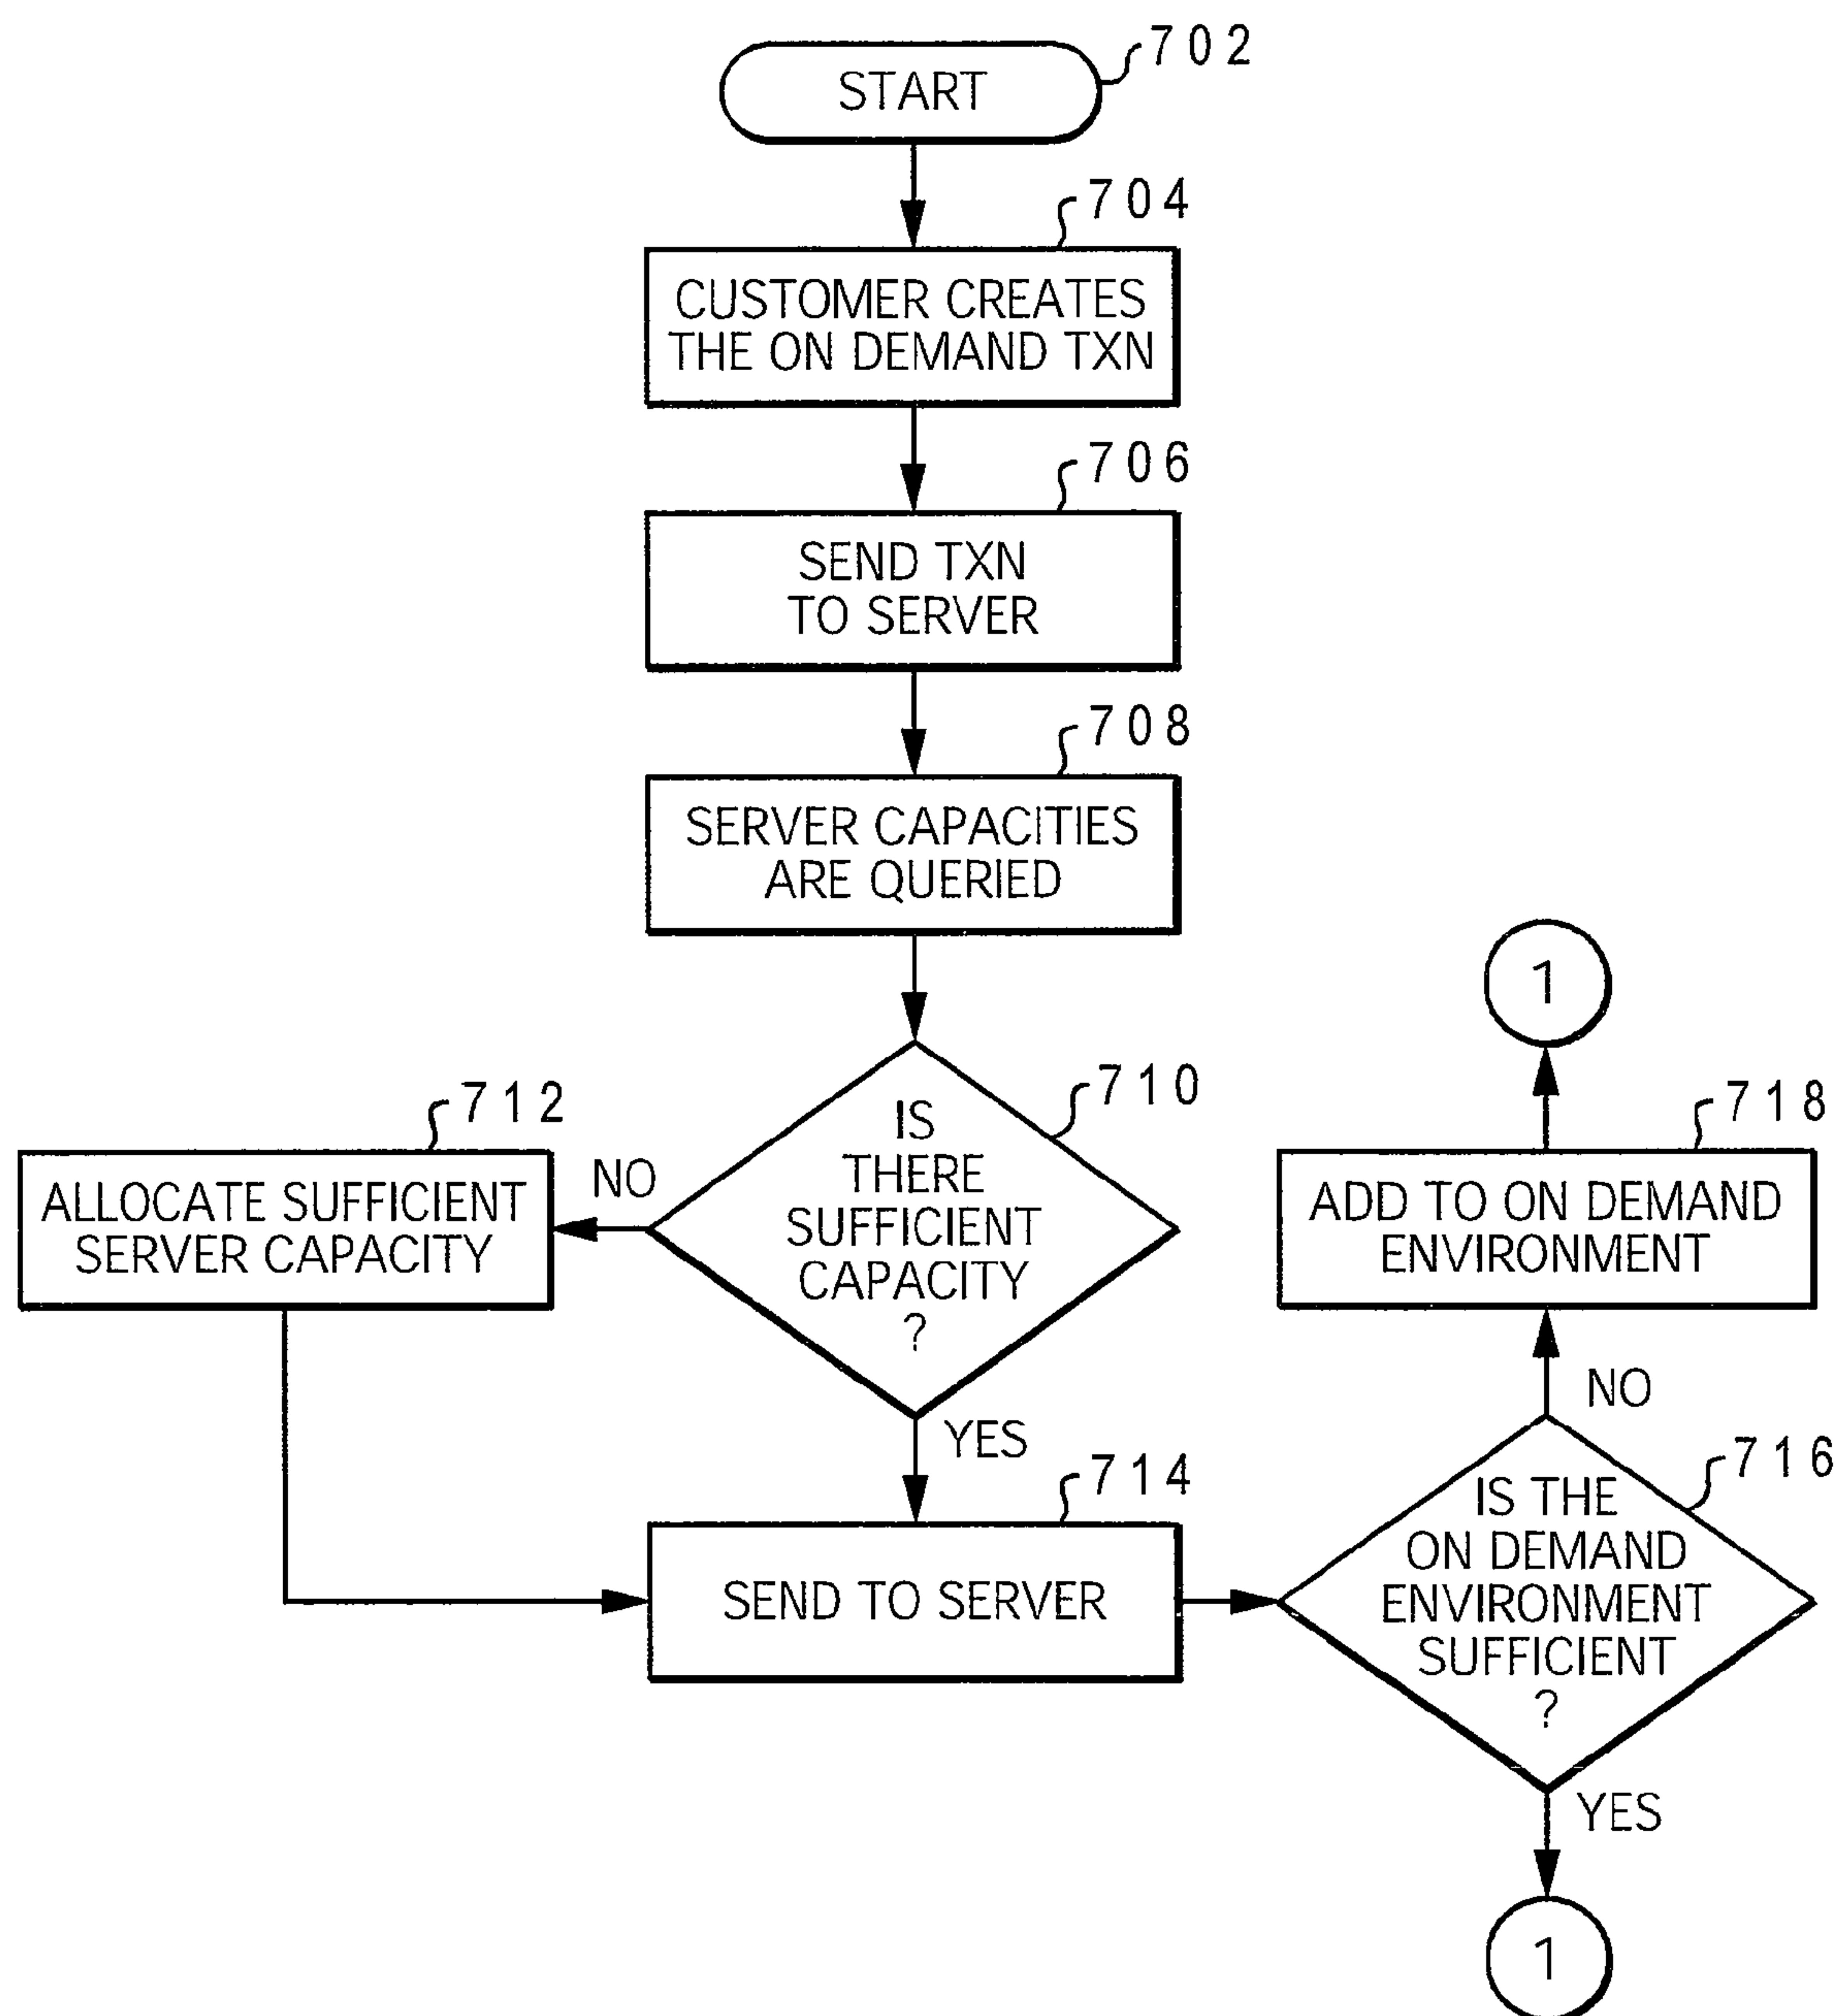 702
START
704
CUSTOMER CREATES
THE ON DEMAND TXN
706
SEND TXN
TO SERVER
708
SERVER CAPACITIES
ARE QUERIED
710
IS
THERE
SUFFICIENT
CAPACITY
?
NO
712
ALLOCATE SUFFICIENT
SERVER CAPACITY
YES
714
SEND TO SERVER
716
IS THE
ON DEMAND
ENVIRONMENT
SUFFICIENT
?
NO
718
ADD TO ON DEMAND
ENVIRONMENT
1
YES
1